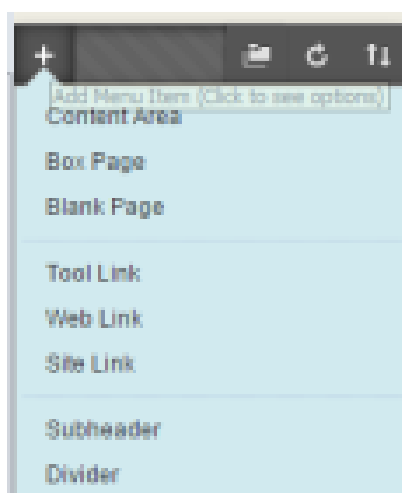 Add Menu Item (Click to see options)
Content Area
Box Page
Blank Page
Tool Link
Web Link
Site Link
Subheader
Divider